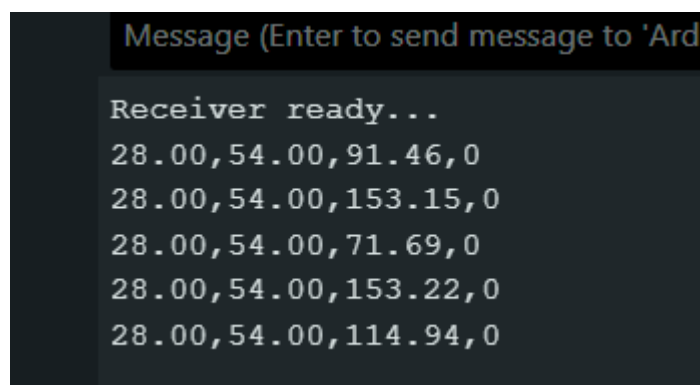 Message (Enter to send message to 'Ard
Receiver ready...
28.00,54.00,91.46,0
28.00,54.00,153.15,0
28.00,54.00,71.69,0
28.00,54.00,153.22,0
28.00,54.00,114.94,0